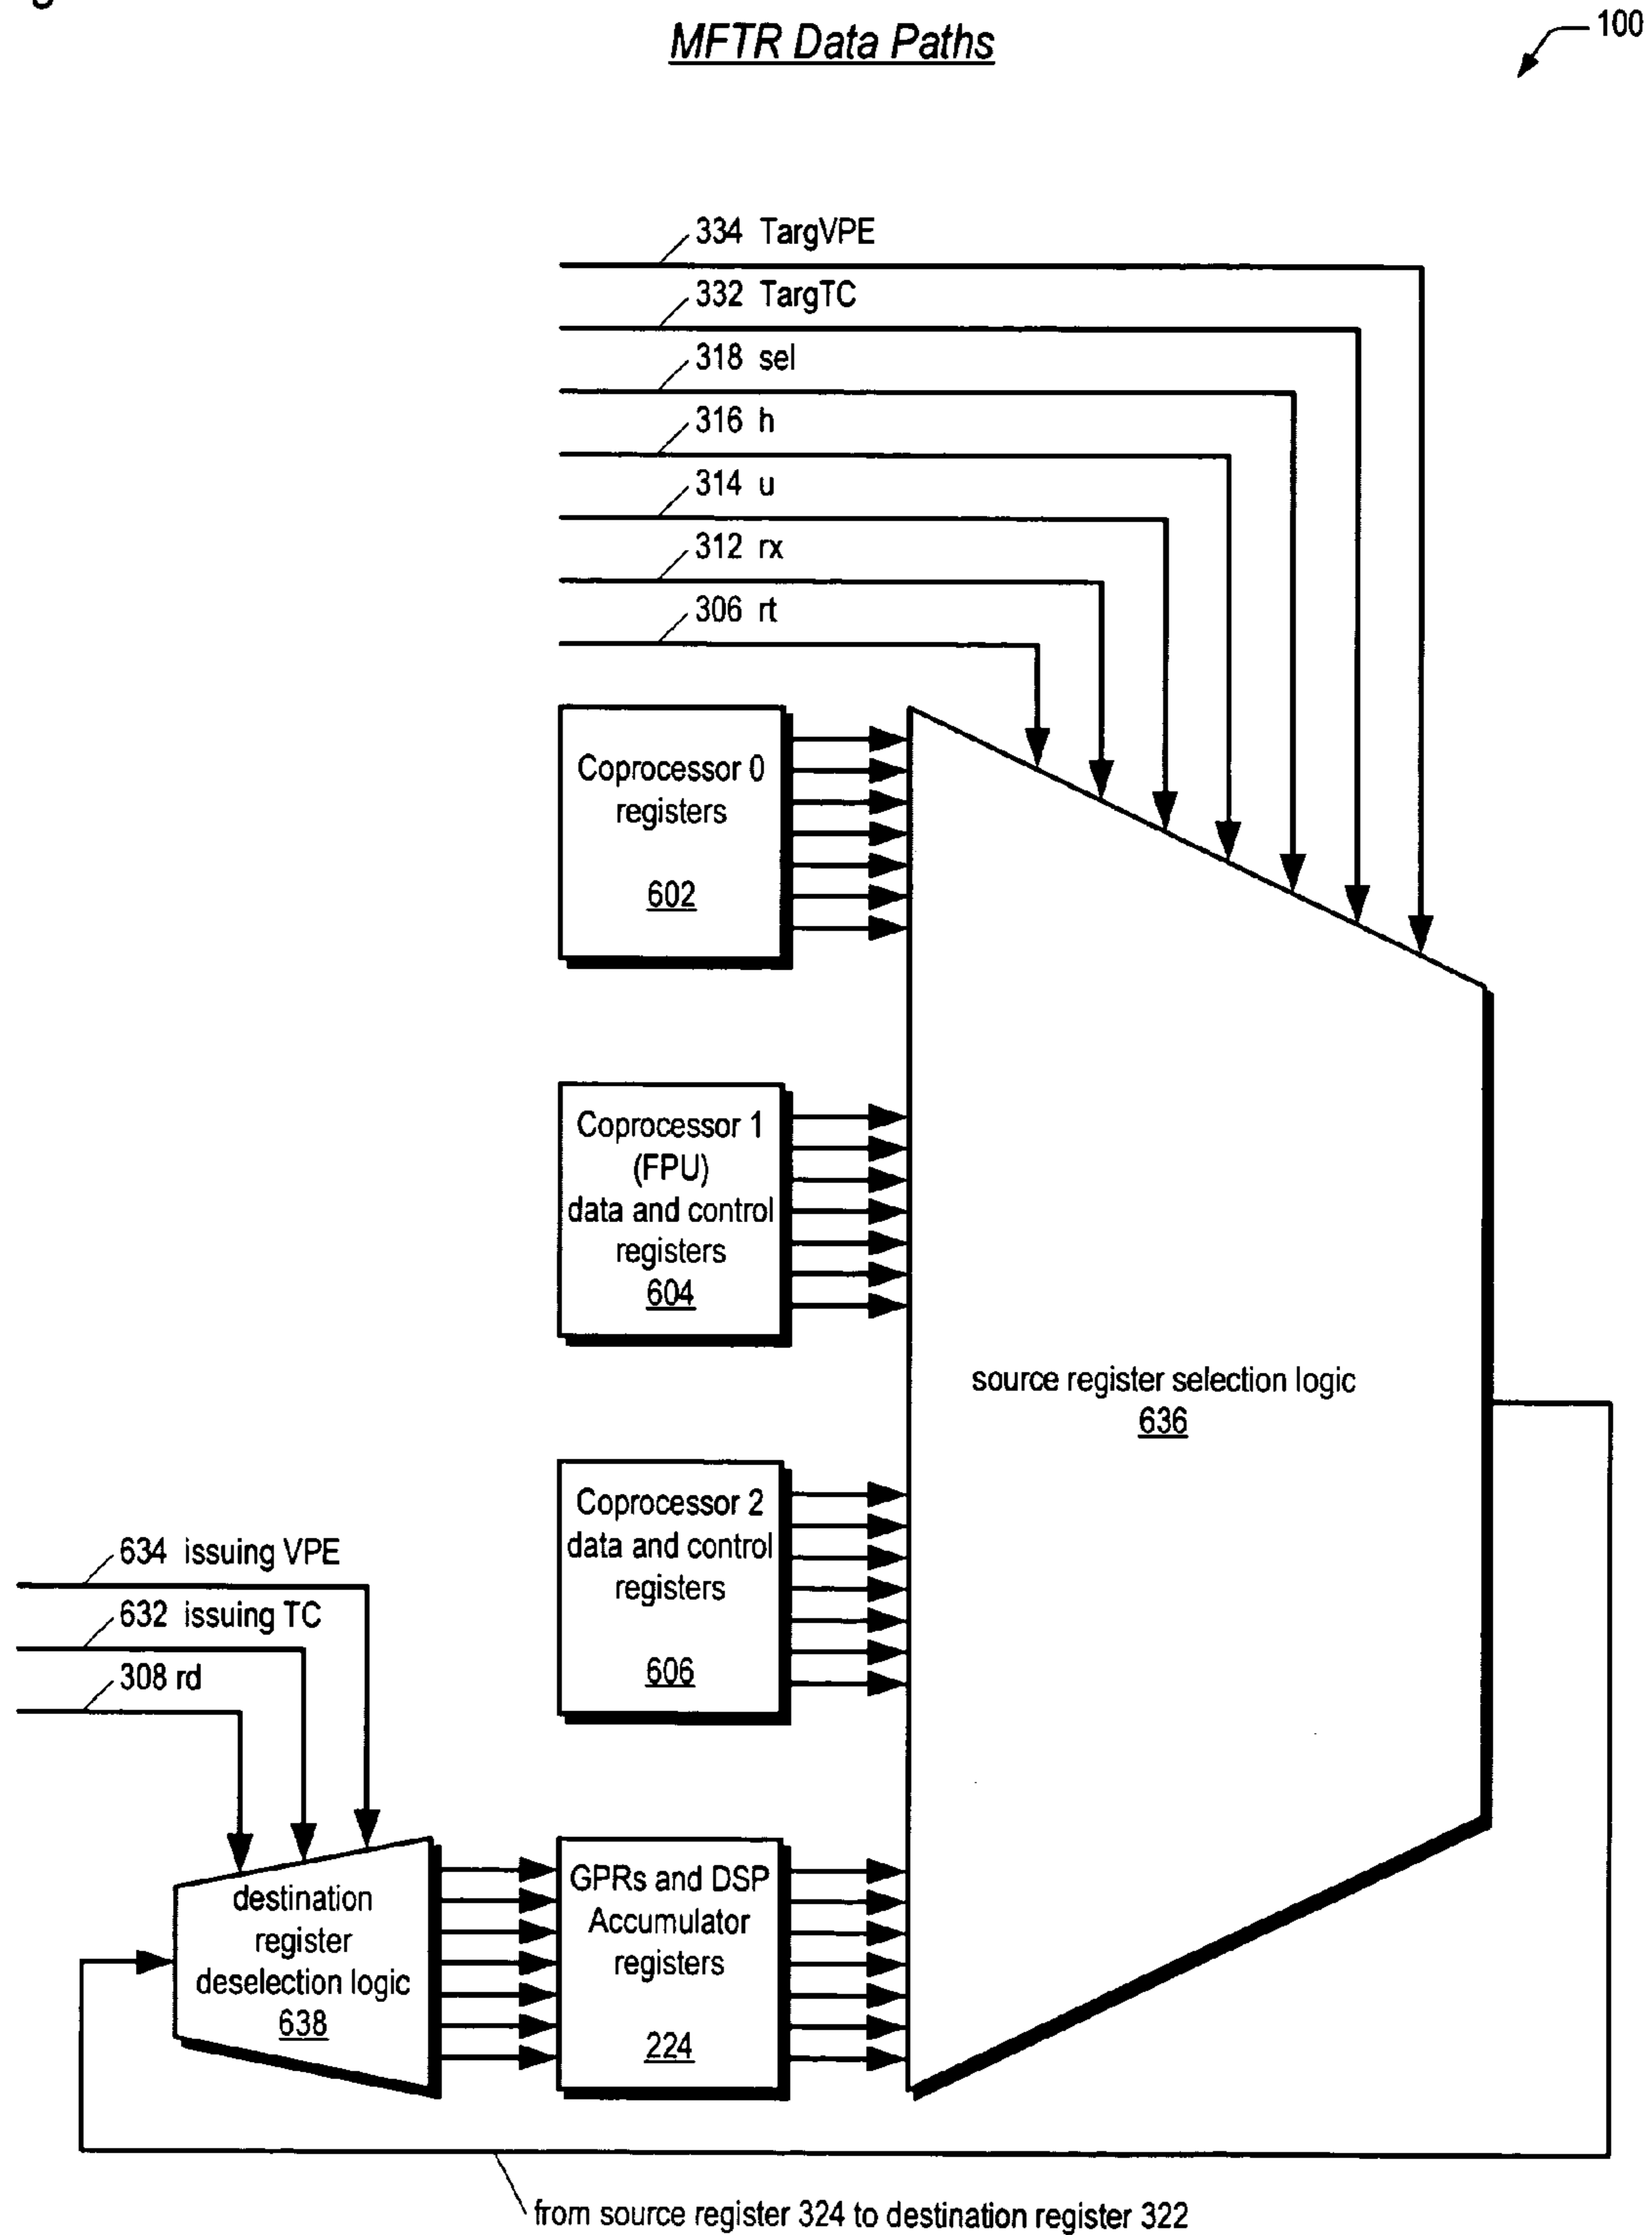 MFTR Data Paths
100
334 TargVPE
332 TargTC
318 sel
316 h
314 u
312 rx
306 rt
Coprocessor 0
registers
602
Coprocessor 1
(FPU)
data and control
registers
604
source register selection logic
636
Coprocessor 2
data and control
registers
606
634 issuing VPE
632 issuing TC
308 rd
destination
register
deselection logic
638
GPRs and DSP
Accumulator
registers
224
from source register 324 to destination register 322